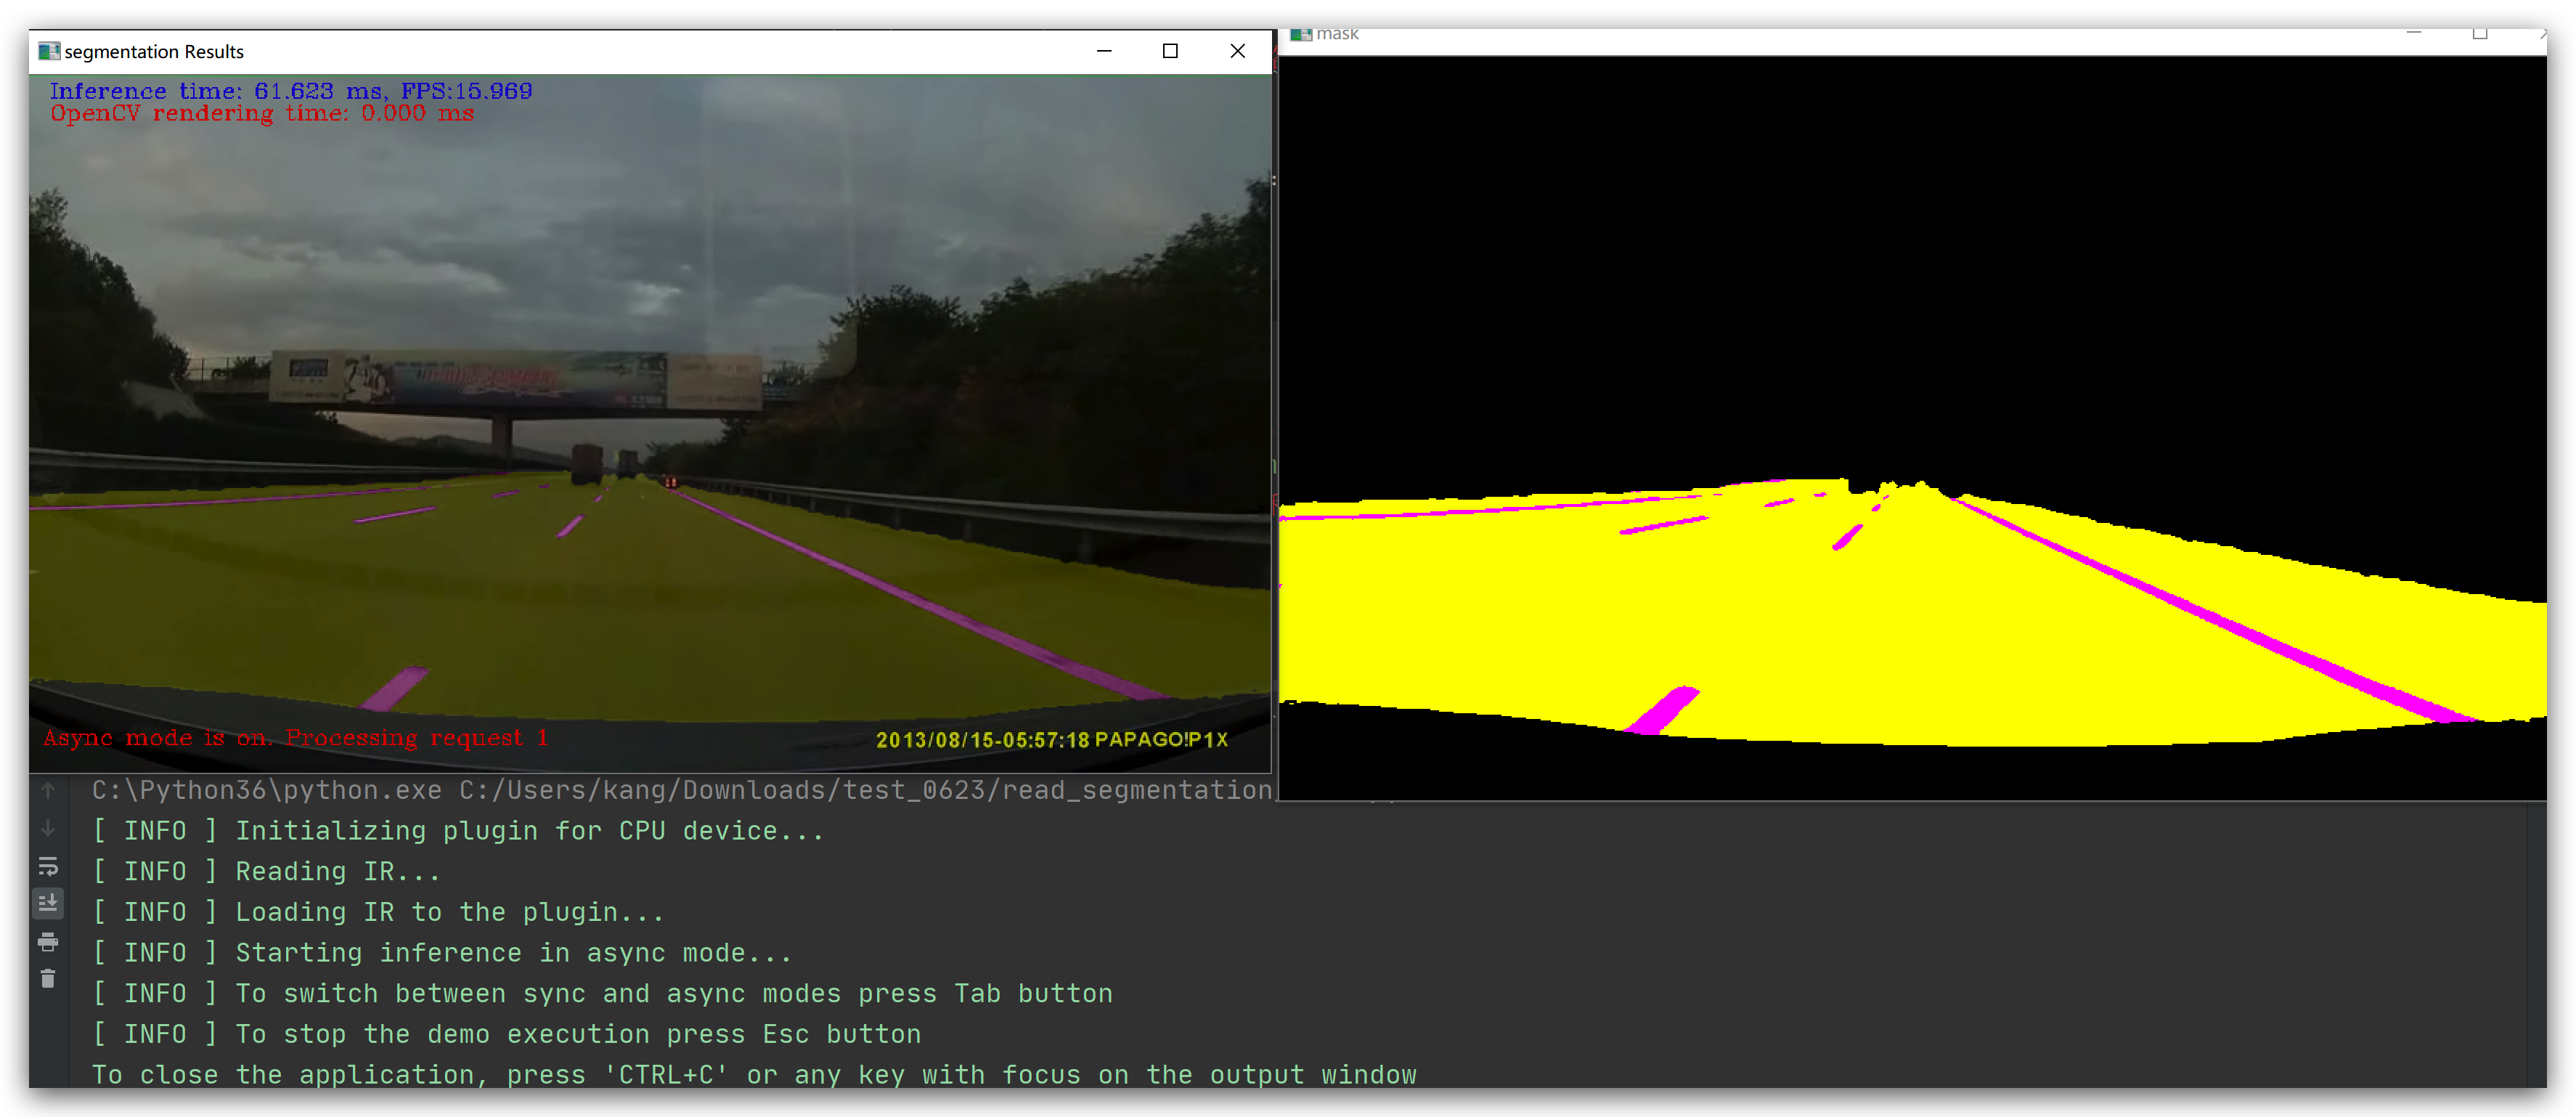 segmentation Results
mask
Inference time: 61.623 ms, FPS:15.969
OpenCV rendering time: 0.000 ms
Async mode is on. Processing request 1
2013/08/15-05:57:18 PAPAGO!P1X
C:\Python36\python.exe C:/Users/kang/Downloads/test_0623/read_segmentation
[ INFO ] Initializing plugin for CPU device...
[ INFO ] Reading IR...
[ INFO ] Loading IR to the plugin...
[ INFO ] Starting inference in async mode...
[ INFO ] To switch between sync and async modes press Tab button
[ INFO ] To stop the demo execution press Esc button
To close the application, press 'CTRL+C' or any key with focus on the output window